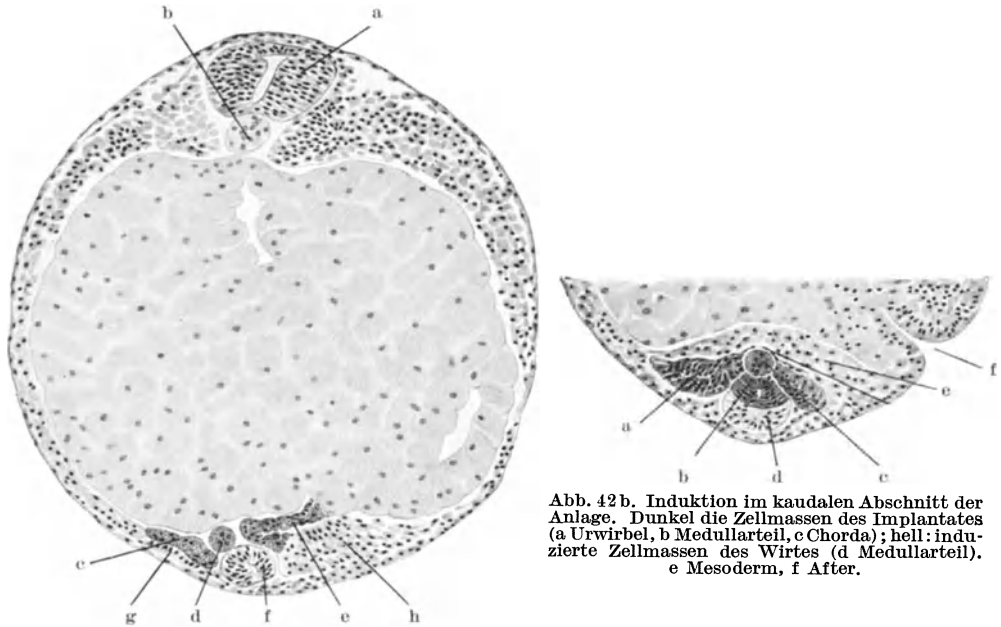 b
a
f
e
a
b
d
c
c
g
d
f
e
h
Abb. 42b. Induktion im kaudalen Abschnitt der
Anlage. Dunkel die Zellmassen des Implantates
(a Urwirbel, b Medullarteil, c Chorda); hell: indu-
zierte Zellmassen des Wirtes (d Medullarteil).
e Mesoderm, f After.